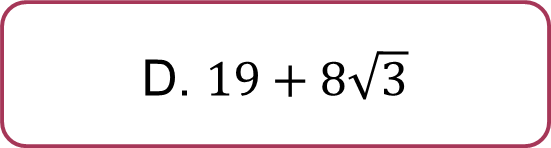 D. 19 + 8√3